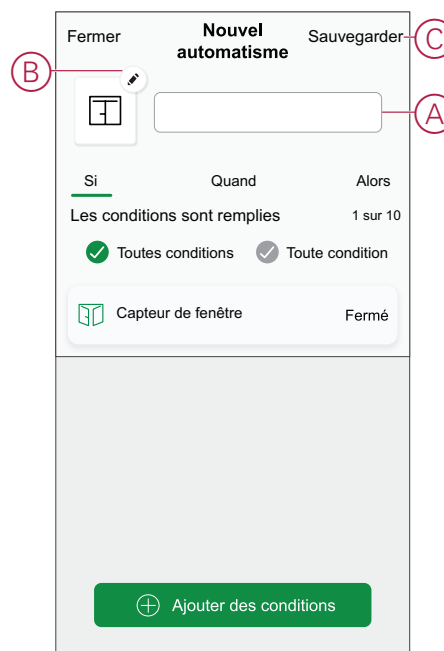 Fermer
Nouvel
automatisme
Sauvegarder
C
B
A
Si
Quand
Alors
Les conditions sont remplies
1 sur 10
Toutes conditions
Toute condition
Capteur de fenêtre
Fermé
Ajouter des conditions